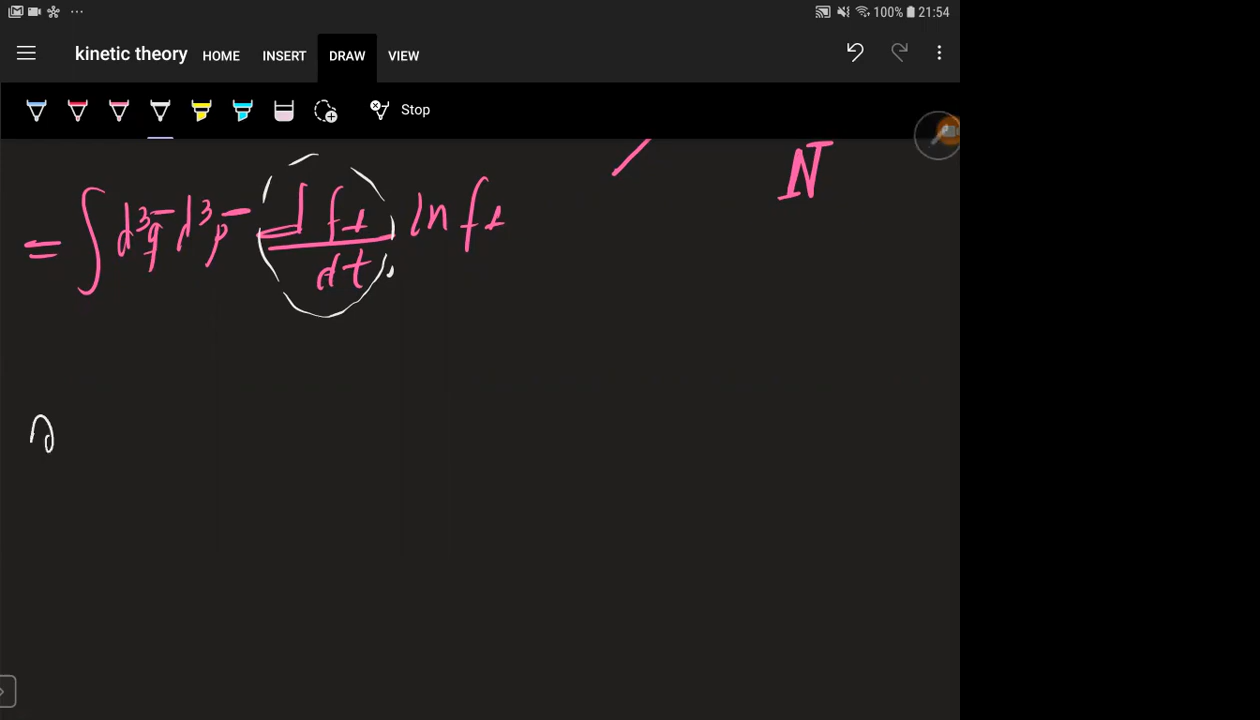 21:54 100%
kinetic theory HOME INSERT DRAW VIEW
Stop
N
= ∫ d³q̄ d³p̄ df₁/dt ln f₁